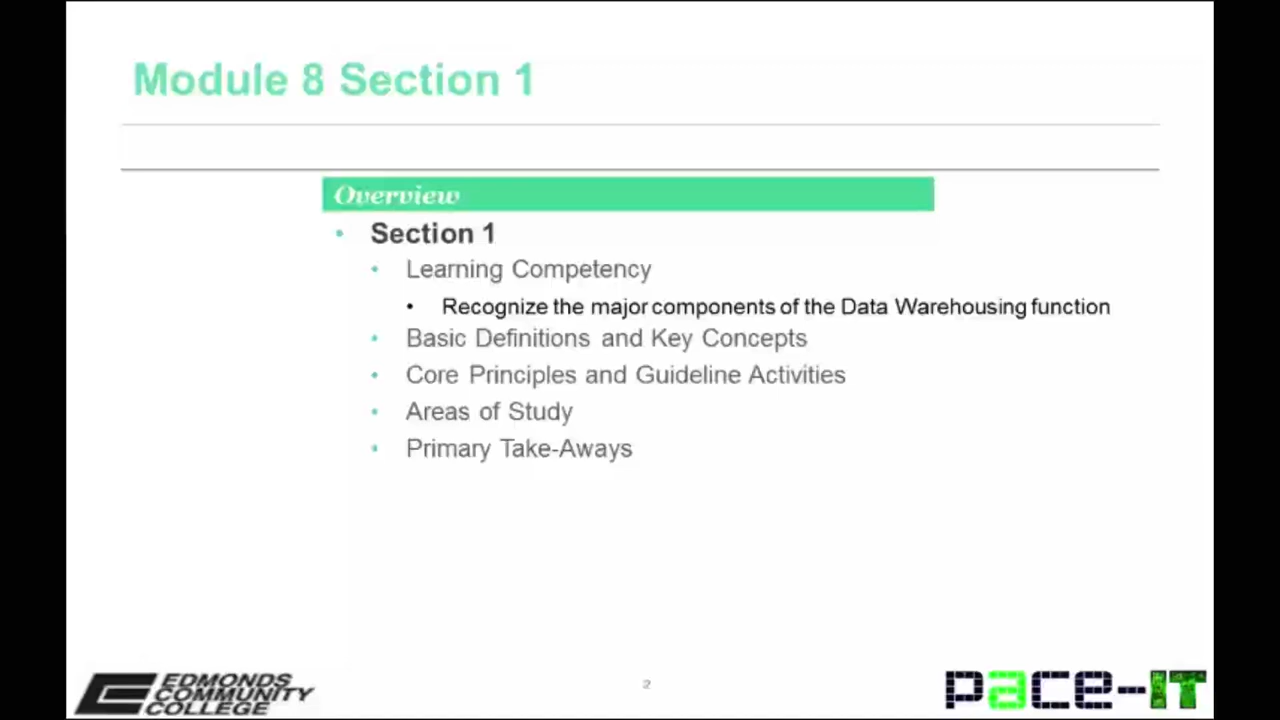 Module 8 Section 1
Overview
• Section 1
• Learning Competency
• Recognize the major components of the Data Warehousing function
• Basic Definitions and Key Concepts
• Core Principles and Guideline Activities
• Areas of Study
• Primary Take-Aways
EDMONDS
COMMUNITY
COLLEGE
2
pace-IT